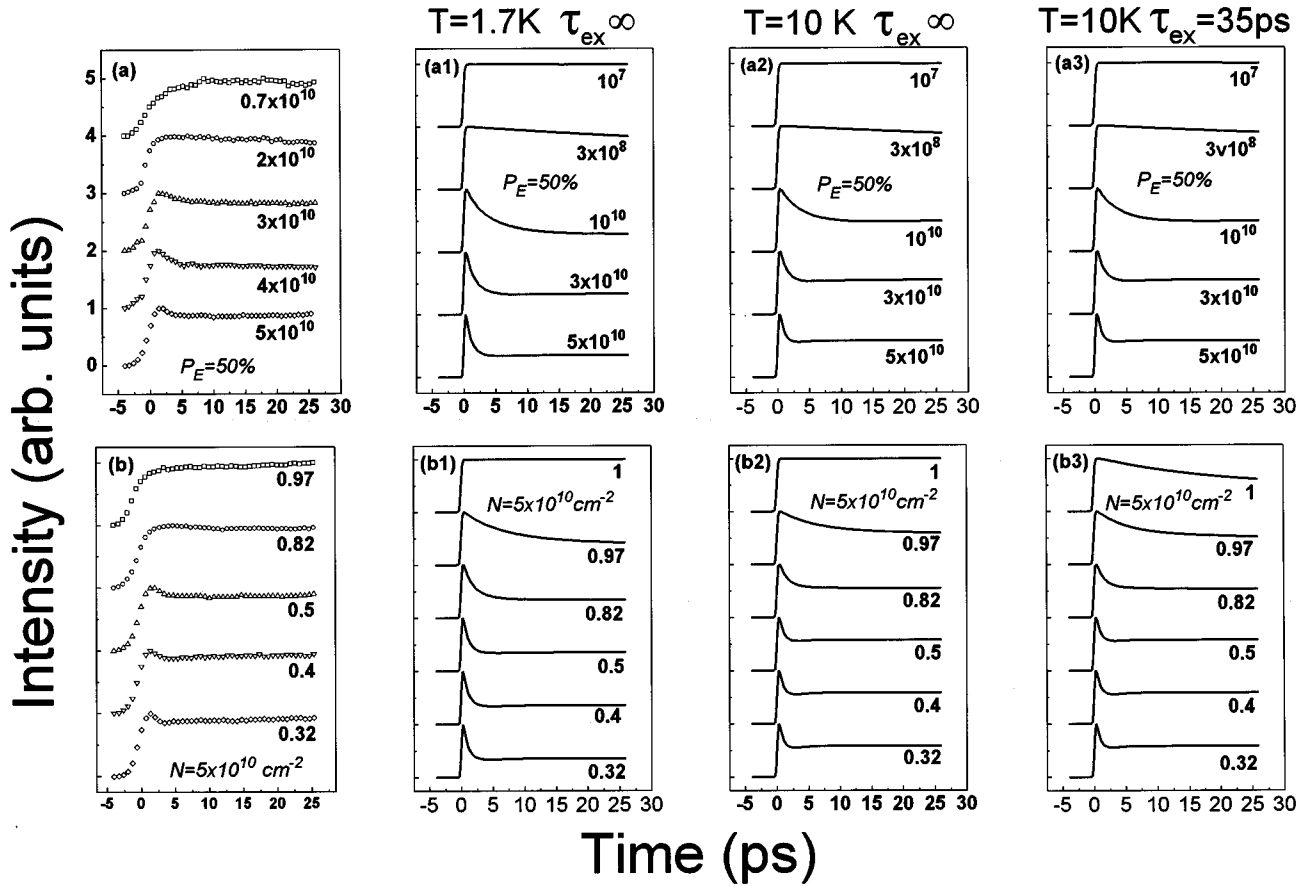 T=1.7K τex ∞
T=10 K τex ∞
T=10K τex=35ps
Intensity (arb. units)
(a)
5
4
3
2
1
0
0.7x10^10
2x10^10
3x10^10
4x10^10
5x10^10
P_E=50%
-5 0 5 10 15 20 25 30
(a1)
10^7
3x10^8
P_E=50%
10^10
3x10^10
5x10^10
-5 0 5 10 15 20 25 30
(a2)
10^7
3x10^8
P_E=50%
10^10
3x10^10
5x10^10
-5 0 5 10 15 20 25 30
(a3)
10^7
3v10^8
P_E=50%
10^10
3x10^10
5x10^10
-5 0 5 10 15 20 25 30
(b)
0.97
0.82
0.5
0.4
0.32
N=5x10^10 cm^-2
-5 0 5 10 15 20 25
(b1)
1
N=5x10^10cm^-2
0.97
0.82
0.5
0.4
0.32
-5 0 5 10 15 20 25 30
(b2)
1
N=5x10^10cm^-2
0.97
0.82
0.5
0.4
0.32
-5 0 5 10 15 20 25 30
(b3)
1
N=5x10^10cm^-2
0.97
0.82
0.5
0.4
0.32
-5 0 5 10 15 20 25 30
Time (ps)